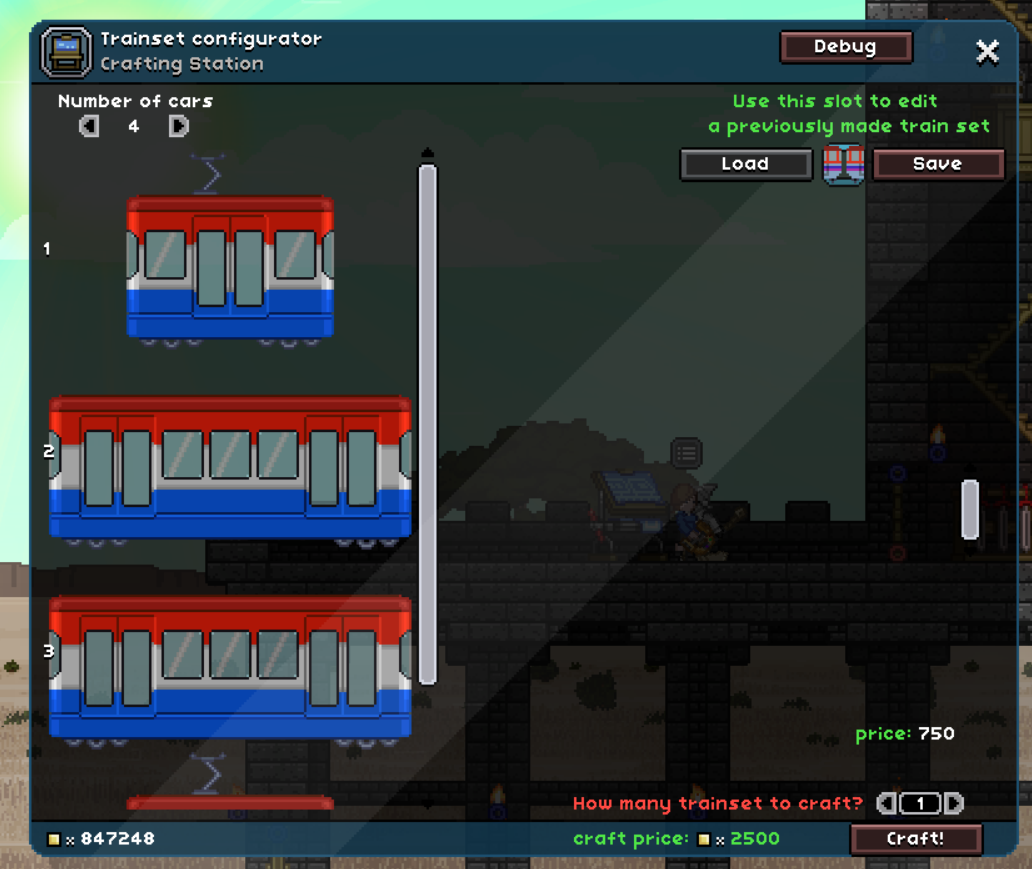 Trainset configurator
Crafting Station
Debug
Number of cars
4
Use this slot to edit
a previously made train set
Load
Save
1
2
3
price: 750
How many trainset to craft? 1
x 847248
craft price: x 2500
Craft!